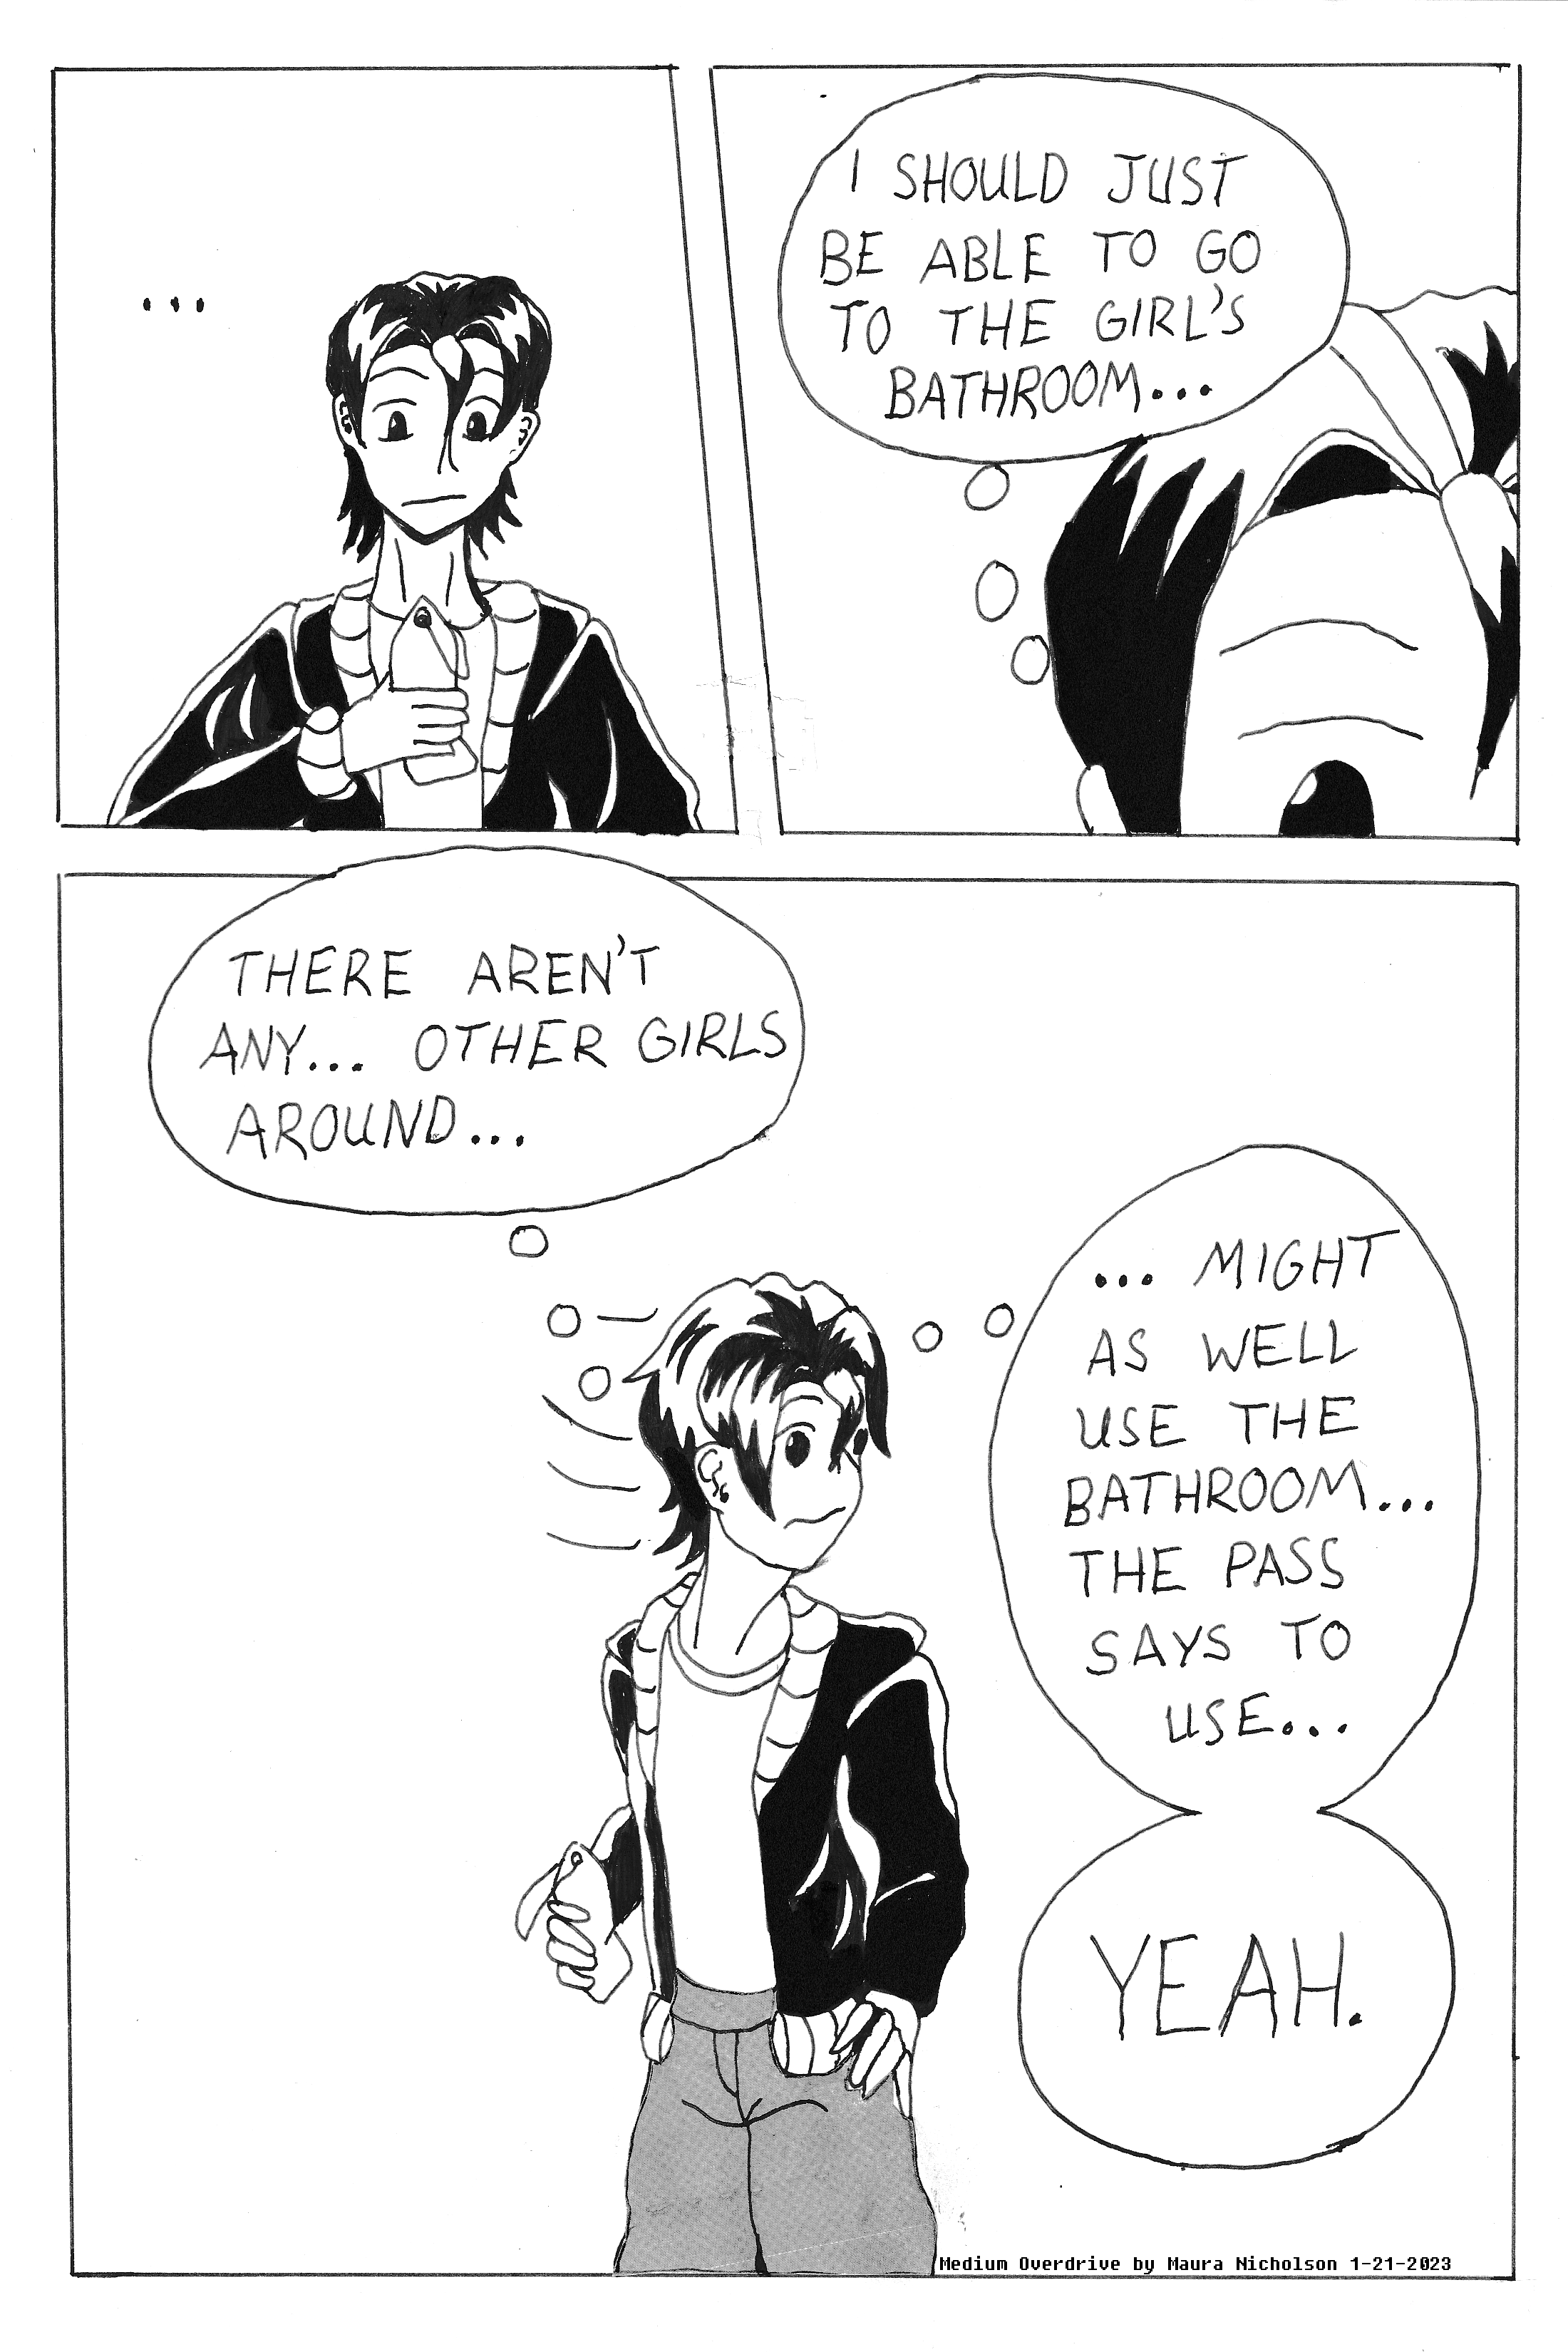 ...
I SHOULD JUST
BE ABLE TO GO
TO THE GIRL'S
BATHROOM...
THERE AREN'T
ANY... OTHER GIRLS
AROUND...
... MIGHT
AS WELL
USE THE
BATHROOM...
THE PASS
SAYS TO
USE...
YEAH.
Medium Overdrive by Maura Nicholson 1-21-2023